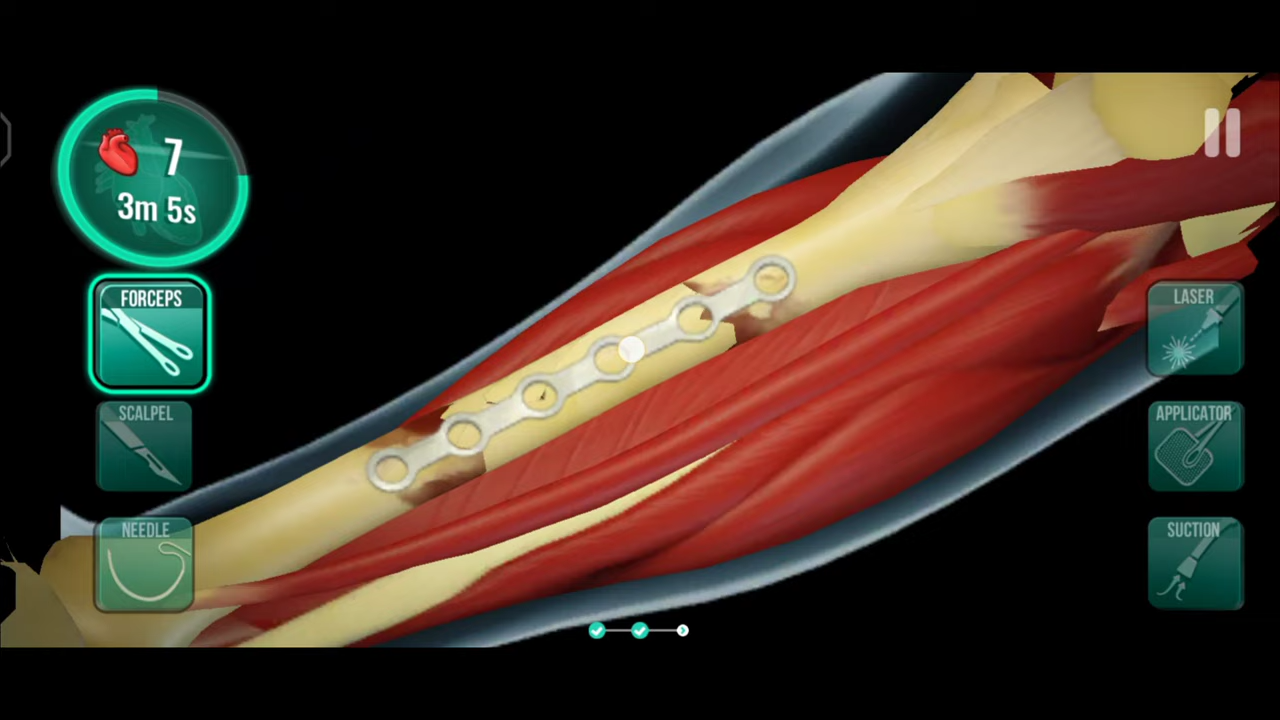 7
3m 5s
FORCEPS
SCALPEL
NEEDLE
LASER
APPLICATOR
SUCTION